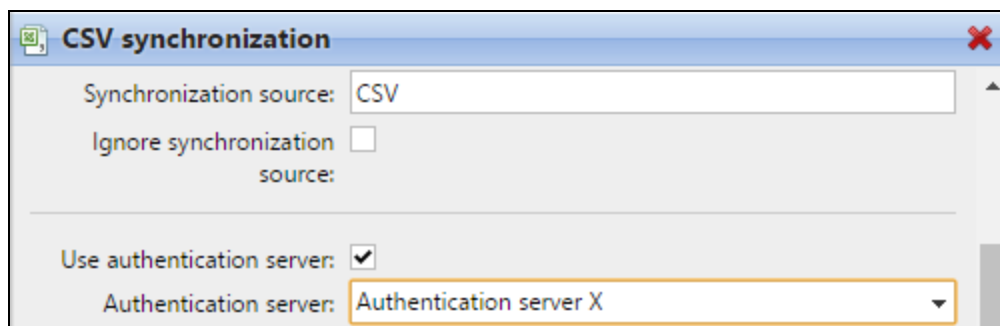 CSV synchronization
Synchronization source: CSV
Ignore synchronization
source:
Use authentication server:
Authentication server: Authentication server X